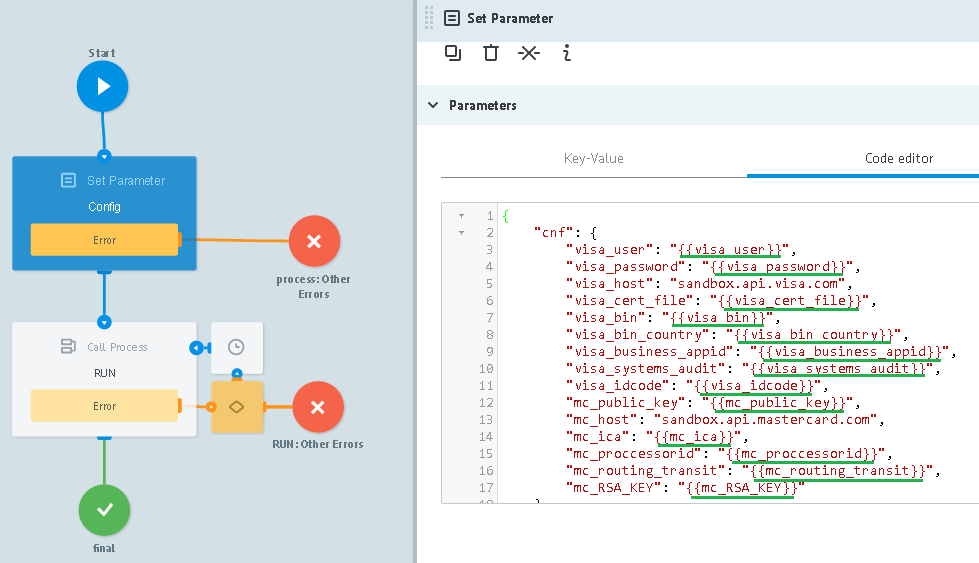 Start
Set Parameter
Config
Error
process: Other
Errors
Call Process
RUN
Error
RUN: Other Errors
final
Set Parameter
i
Parameters
Key-Value
Code editor
1 {
2 "cnf": {
3 "visa_user": "{{visa_user}}",
4 "visa_password": "{{visa_password}}",
5 "visa_host": "sandbox.api.visa.com",
6 "visa_cert_file": "{{visa_cert_file}}",
7 "visa_bin": "{{visa_bin}}",
8 "visa_bin_country": "{{visa_bin_country}}",
9 "visa_business_appid": "{{visa_business_appid}}",
10 "visa_systems_audit": "{{visa_systems_audit}}",
11 "visa_idcode": "{{visa_idcode}}",
12 "mc_public_key": "{{mc_public_key}}",
13 "mc_host": "sandbox.api.mastercard.com",
14 "mc_ica": "{{mc_ica}}",
15 "mc_proccessorid": "{{mc_proccessorid}}",
16 "mc_routing_transit": "{{mc_routing_transit}}",
17 "mc_RSA_KEY": "{{mc_RSA_KEY}}"